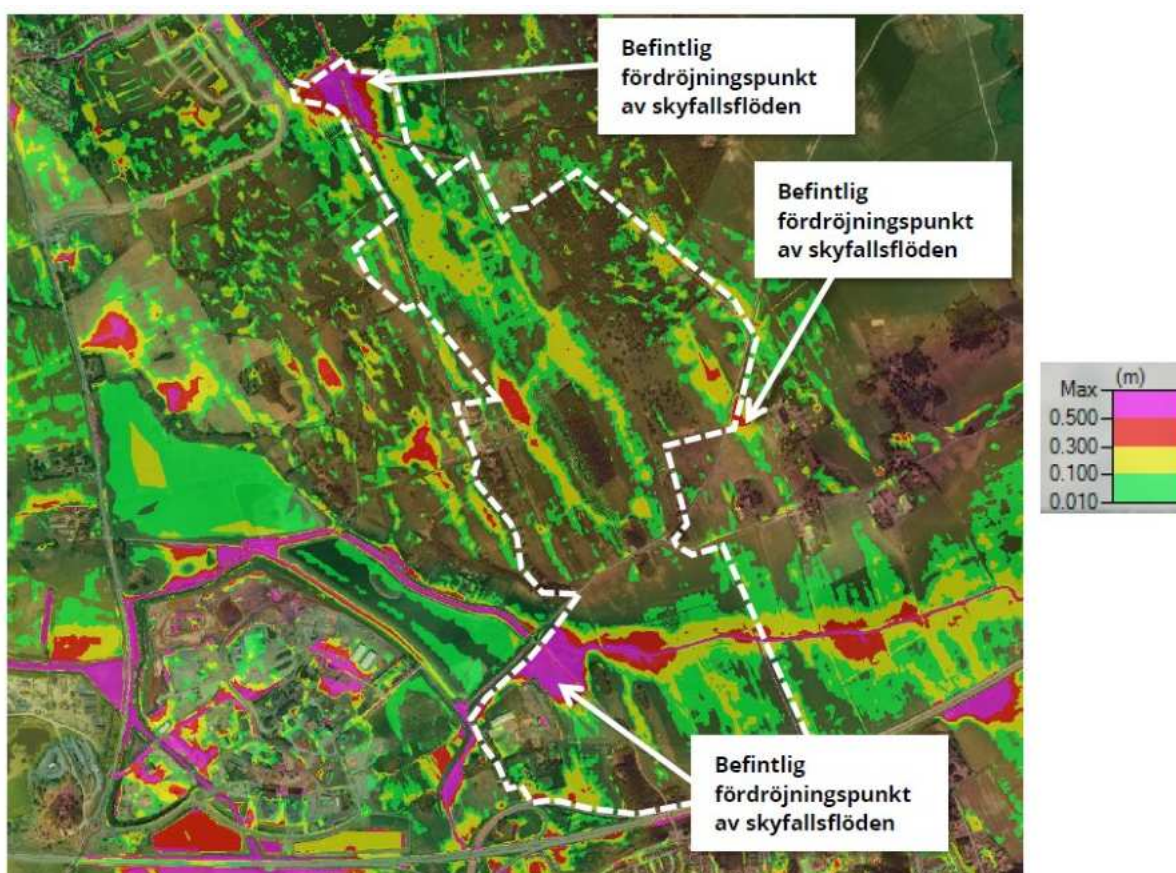 Befintlig
fördröjningspunkt
av skyfallsflöden
Befintlig
fördröjningspunkt
av skyfallsflöden
(m)
Max
0.500
0.300
0.100
0.010
Befintlig
fördröjningspunkt
av skyfallsflöden